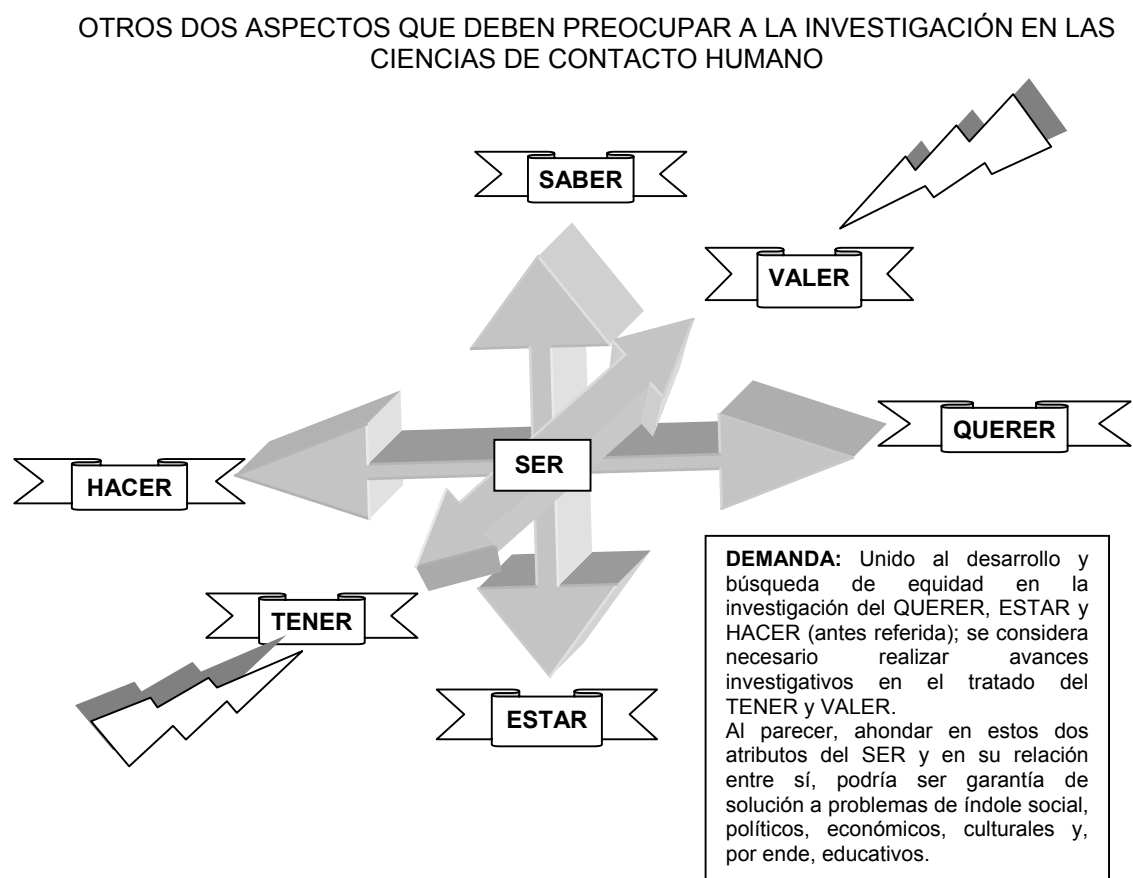 OTROS DOS ASPECTOS QUE DEBEN PREOCUPAR A LA INVESTIGACIÓN EN LAS
CIENCIAS DE CONTACTO HUMANO
SABER
VALER
QUERER
SER
HACER
TENER
ESTAR
DEMANDA: Unido al desarrollo y
búsqueda de equidad en la
investigación del QUERER, ESTAR y
HACER (antes referida); se considera
necesario realizar avances
investigativos en el tratado del
TENER y VALER.
Al parecer, ahondar en estos dos
atributos del SER y en su relación
entre sí, podría ser garantía de
solución a problemas de índole social,
políticos, económicos, culturales y,
por ende, educativos.